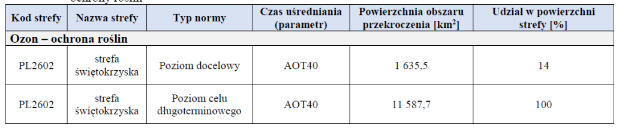 ochrony roślin
Kod strefy Nazwa strefy Typ normy Czas uśredniania (parametr) Powierzchnia obszaru przekroczenia [km²] Udział w powierzchni strefy [%]
Ozon – ochrona roślin
PL2602 strefa świętokrzyska Poziom docelowy AOT40 1 635,5 14
PL2602 strefa świętokrzyska Poziom celu długoterminowego AOT40 11 587,7 100